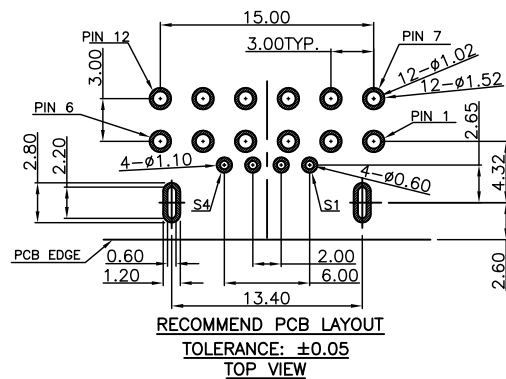 15.00
PIN 12
3.00TYP.
PIN 7
12-ø1.02
12-ø1.52
3.00
PIN 6
PIN 1
2.65
2.80
2.20
4-ø1.10
4-ø0.60
4.32
S4
S1
PCB EDGE
0.60
2.00
2.60
1.20
6.00
13.40
RECOMMEND PCB LAYOUT
TOLERANCE: ±0.05
TOP VIEW